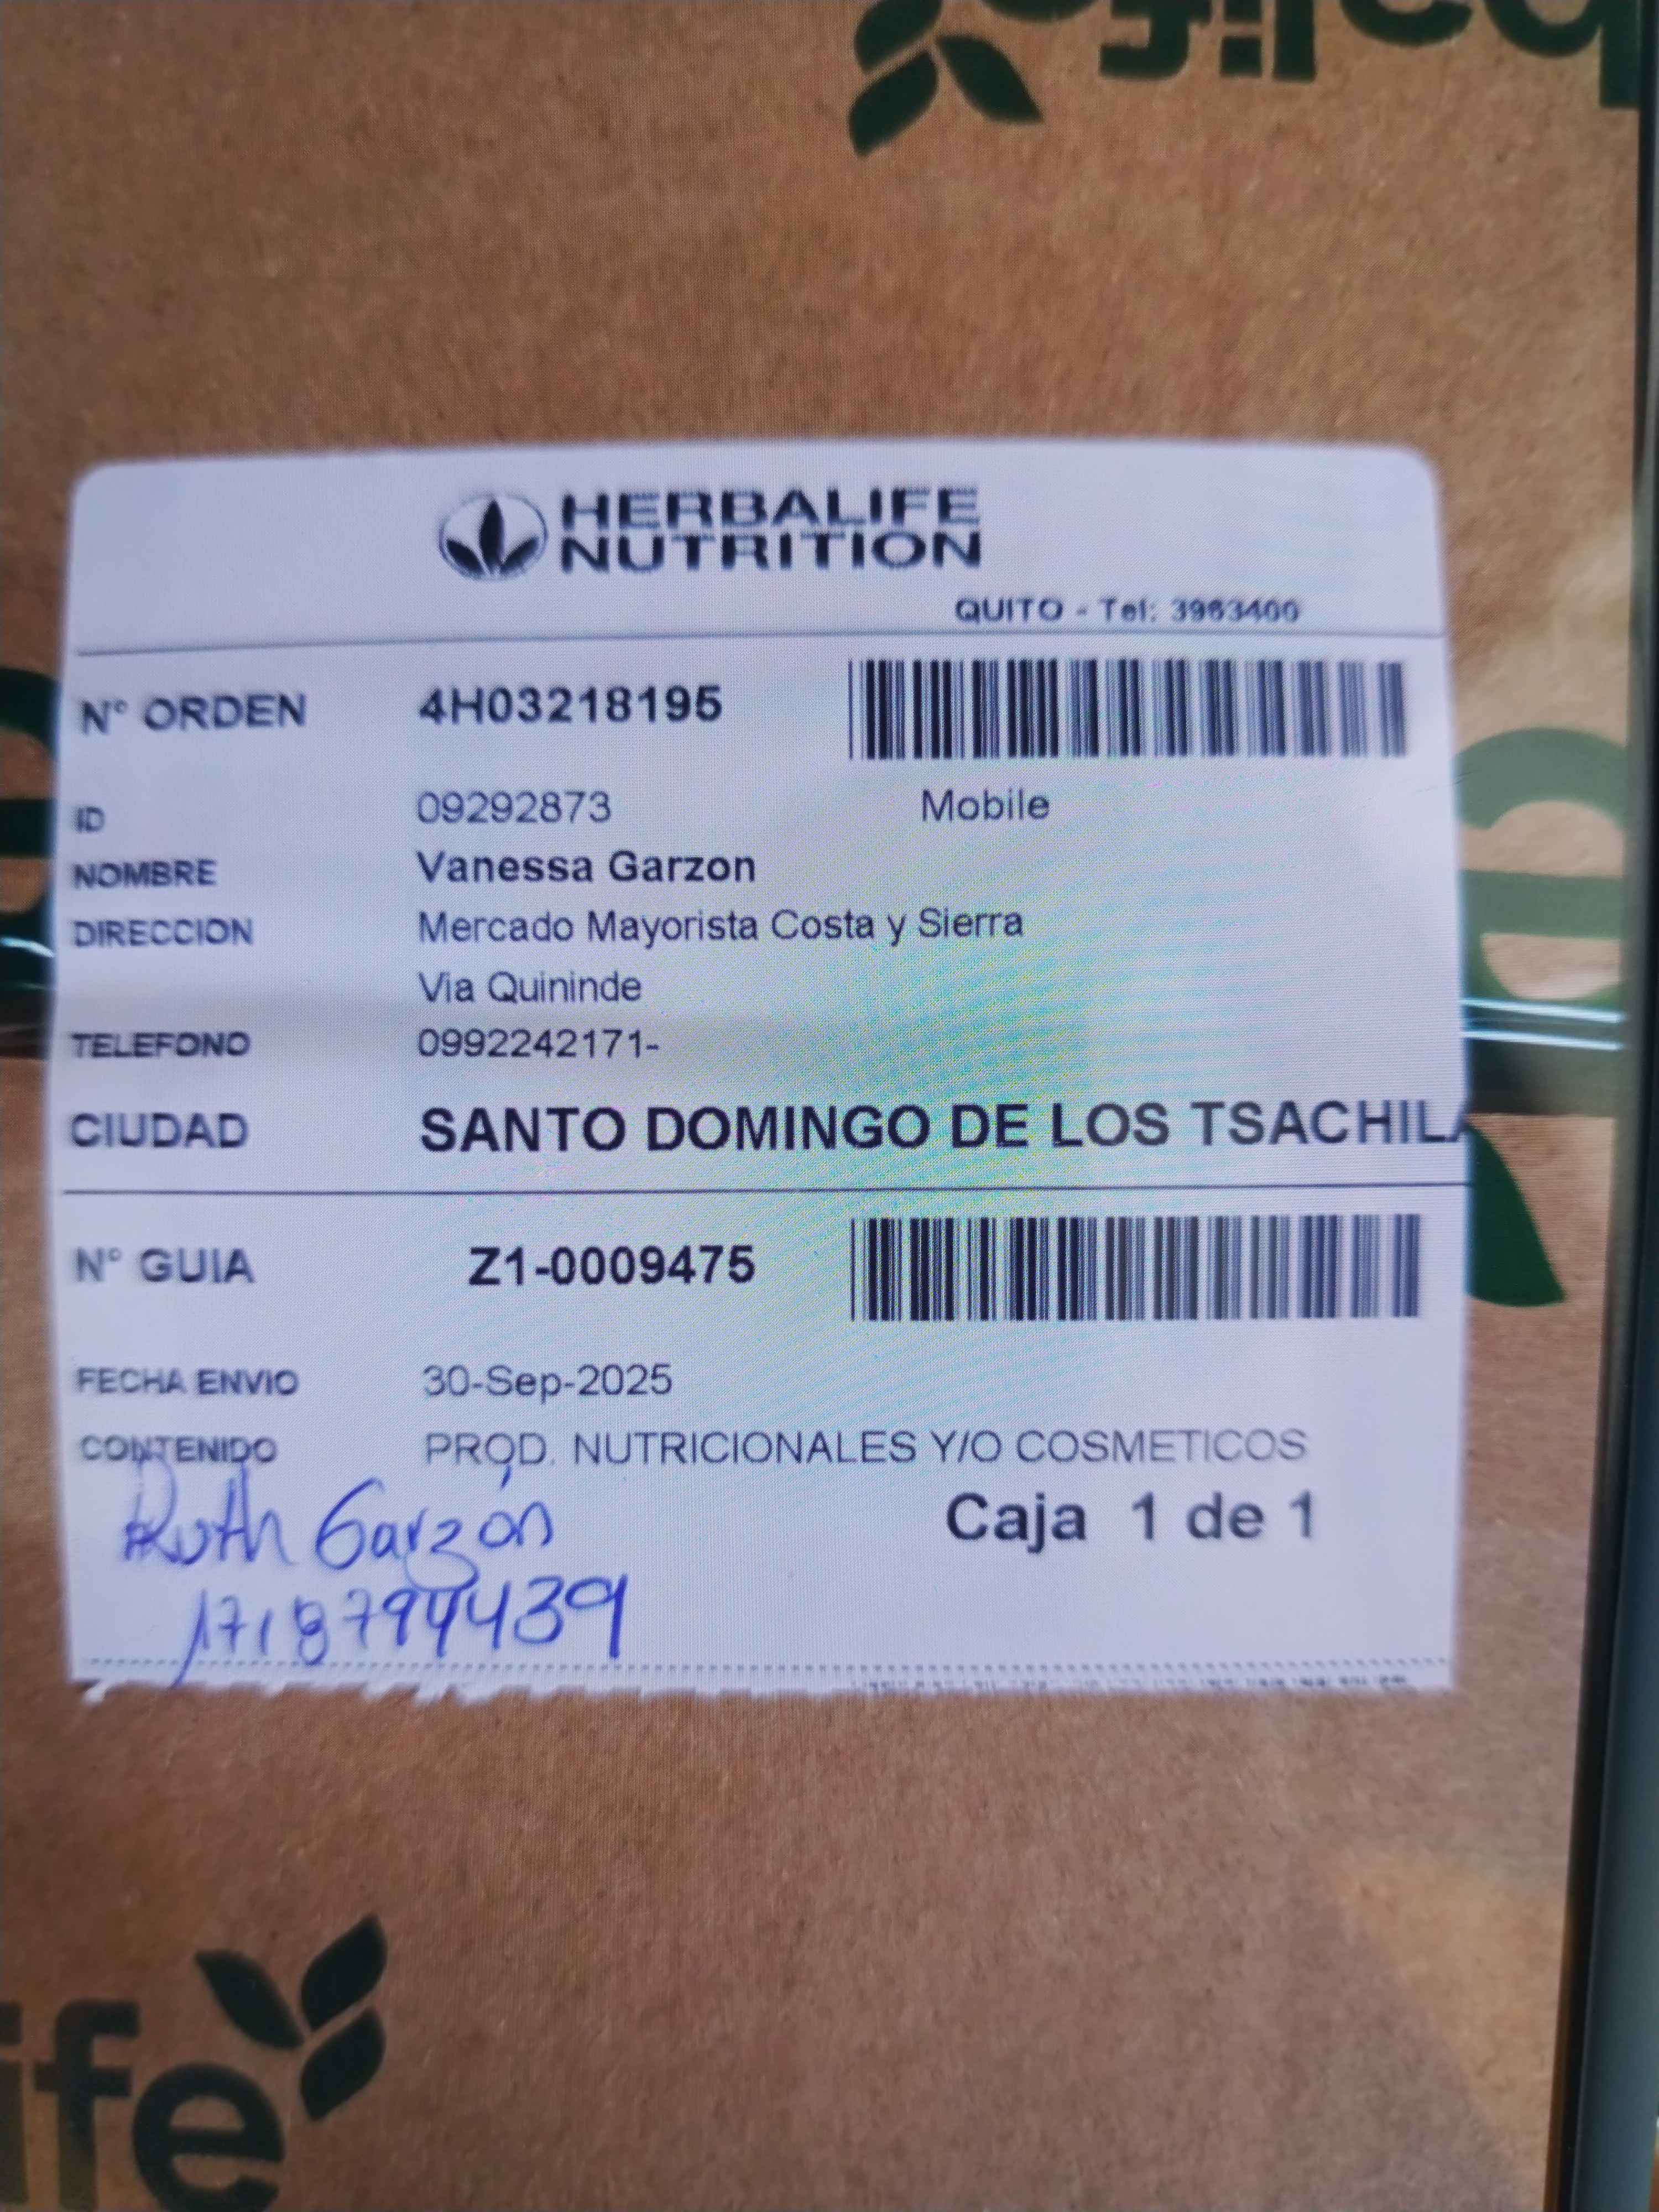 HERBALIFE
NUTRITION
QUITO - Tel: 3963400
N° ORDEN 4H03218195
ID 09292873 Mobile
NOMBRE Vanessa Garzon
DIRECCION Mercado Mayorista Costa y Sierra
Via Quininde
TELEFONO 0992242171-
CIUDAD SANTO DOMINGO DE LOS TSACHILA
N° GUIA Z1-0009475
FECHA ENVIO 30-Sep-2025
CONTENIDO PROD. NUTRICIONALES Y/O COSMETICOS
Ruth Garzón Caja 1 de 1
1718794439
ife